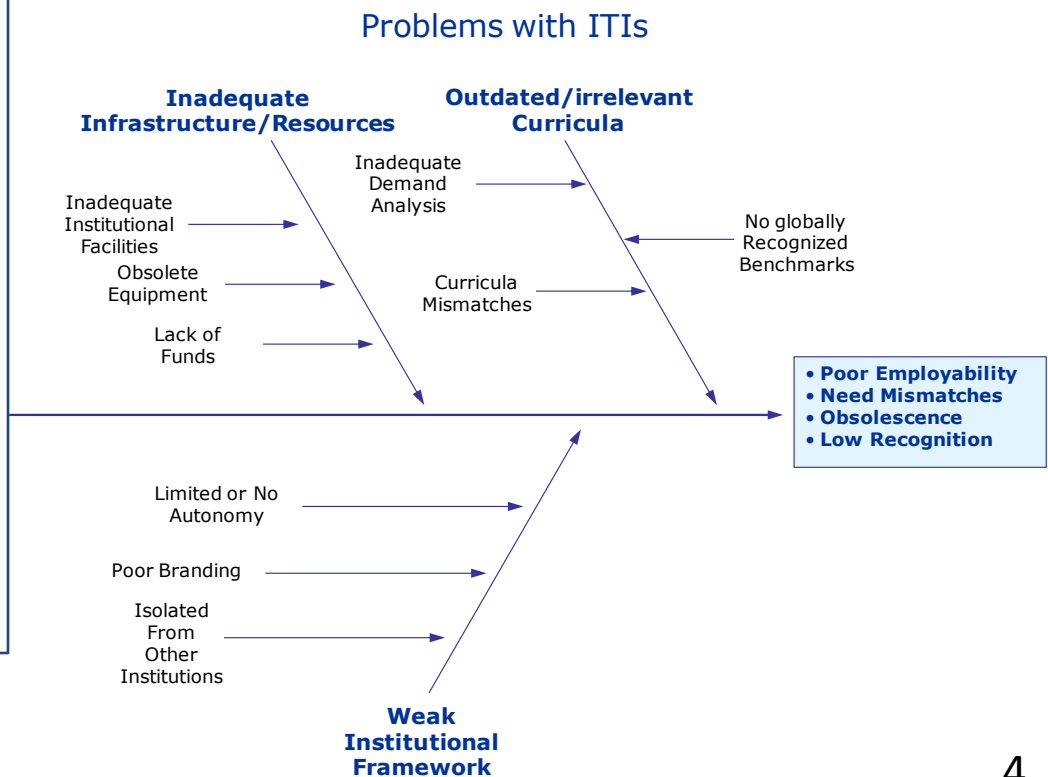 Problems with ITIs
Inadequate
Infrastructure/Resources
Outdated/irrelevant
Curricula
Inadequate
Demand
Analysis
Inadequate
Institutional
Facilities
No globally
Recognized
Benchmarks
Obsolete
Equipment
Curricula
Mismatches
Lack of
Funds
• Poor Employability
• Need Mismatches
• Obsolescence
• Low Recognition
Limited or No
Autonomy
Poor Branding
Isolated
From
Other
Institutions
Weak
Institutional
Framework
4